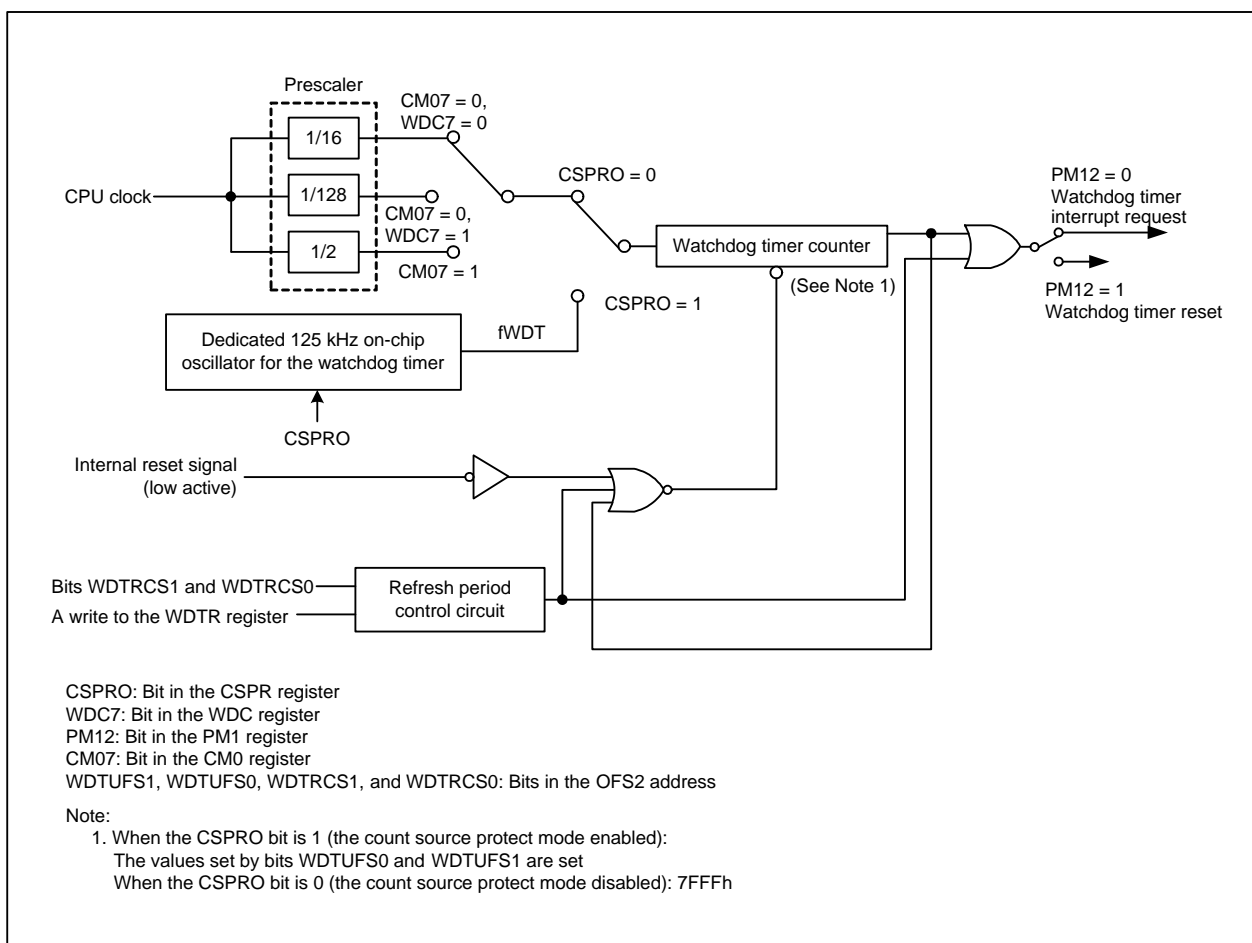 Prescaler
CM07 = 0,
WDC7 = 0
1/16
CPU clock
1/128
CSPRO = 0
PM12 = 0
Watchdog timer
interrupt request
CM07 = 0,
WDC7 = 1
1/2
CM07 = 1
Watchdog timer counter
(See Note 1)
CSPRO = 1
PM12 = 1
Watchdog timer reset
Dedicated 125 kHz on-chip
oscillator for the watchdog timer
fWDT
CSPRO
Internal reset signal
(low active)
Bits WDTRCS1 and WDTRCS0
A write to the WDTR register
Refresh period
control circuit
CSPRO: Bit in the CSPR register
WDC7: Bit in the WDC register
PM12: Bit in the PM1 register
CM07: Bit in the CM0 register
WDTUFS1, WDTUFS0, WDTRCS1, and WDTRCS0: Bits in the OFS2 address
Note:
1. When the CSPRO bit is 1 (the count source protect mode enabled):
The values set by bits WDTUFS0 and WDTUFS1 are set
When the CSPRO bit is 0 (the count source protect mode disabled): 7FFFh